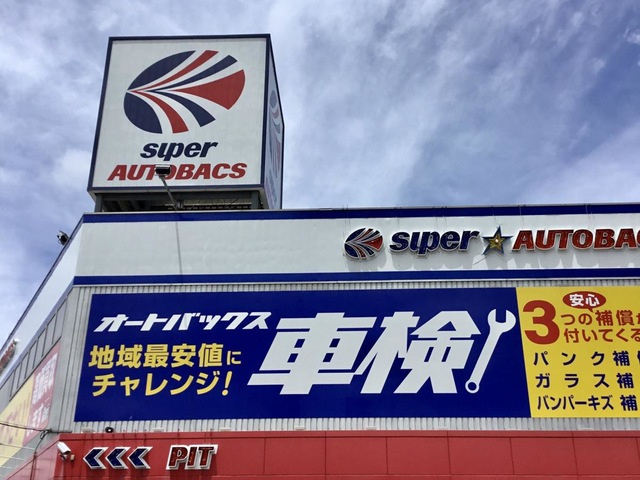 super
AUTOBACS
super AUTOBACS
オートバックス
地域最安値に
チャレンジ!
車検
安心
3つの補償が
付いてくる
パンク補
ガラス補
バンパーキズ補
PIT